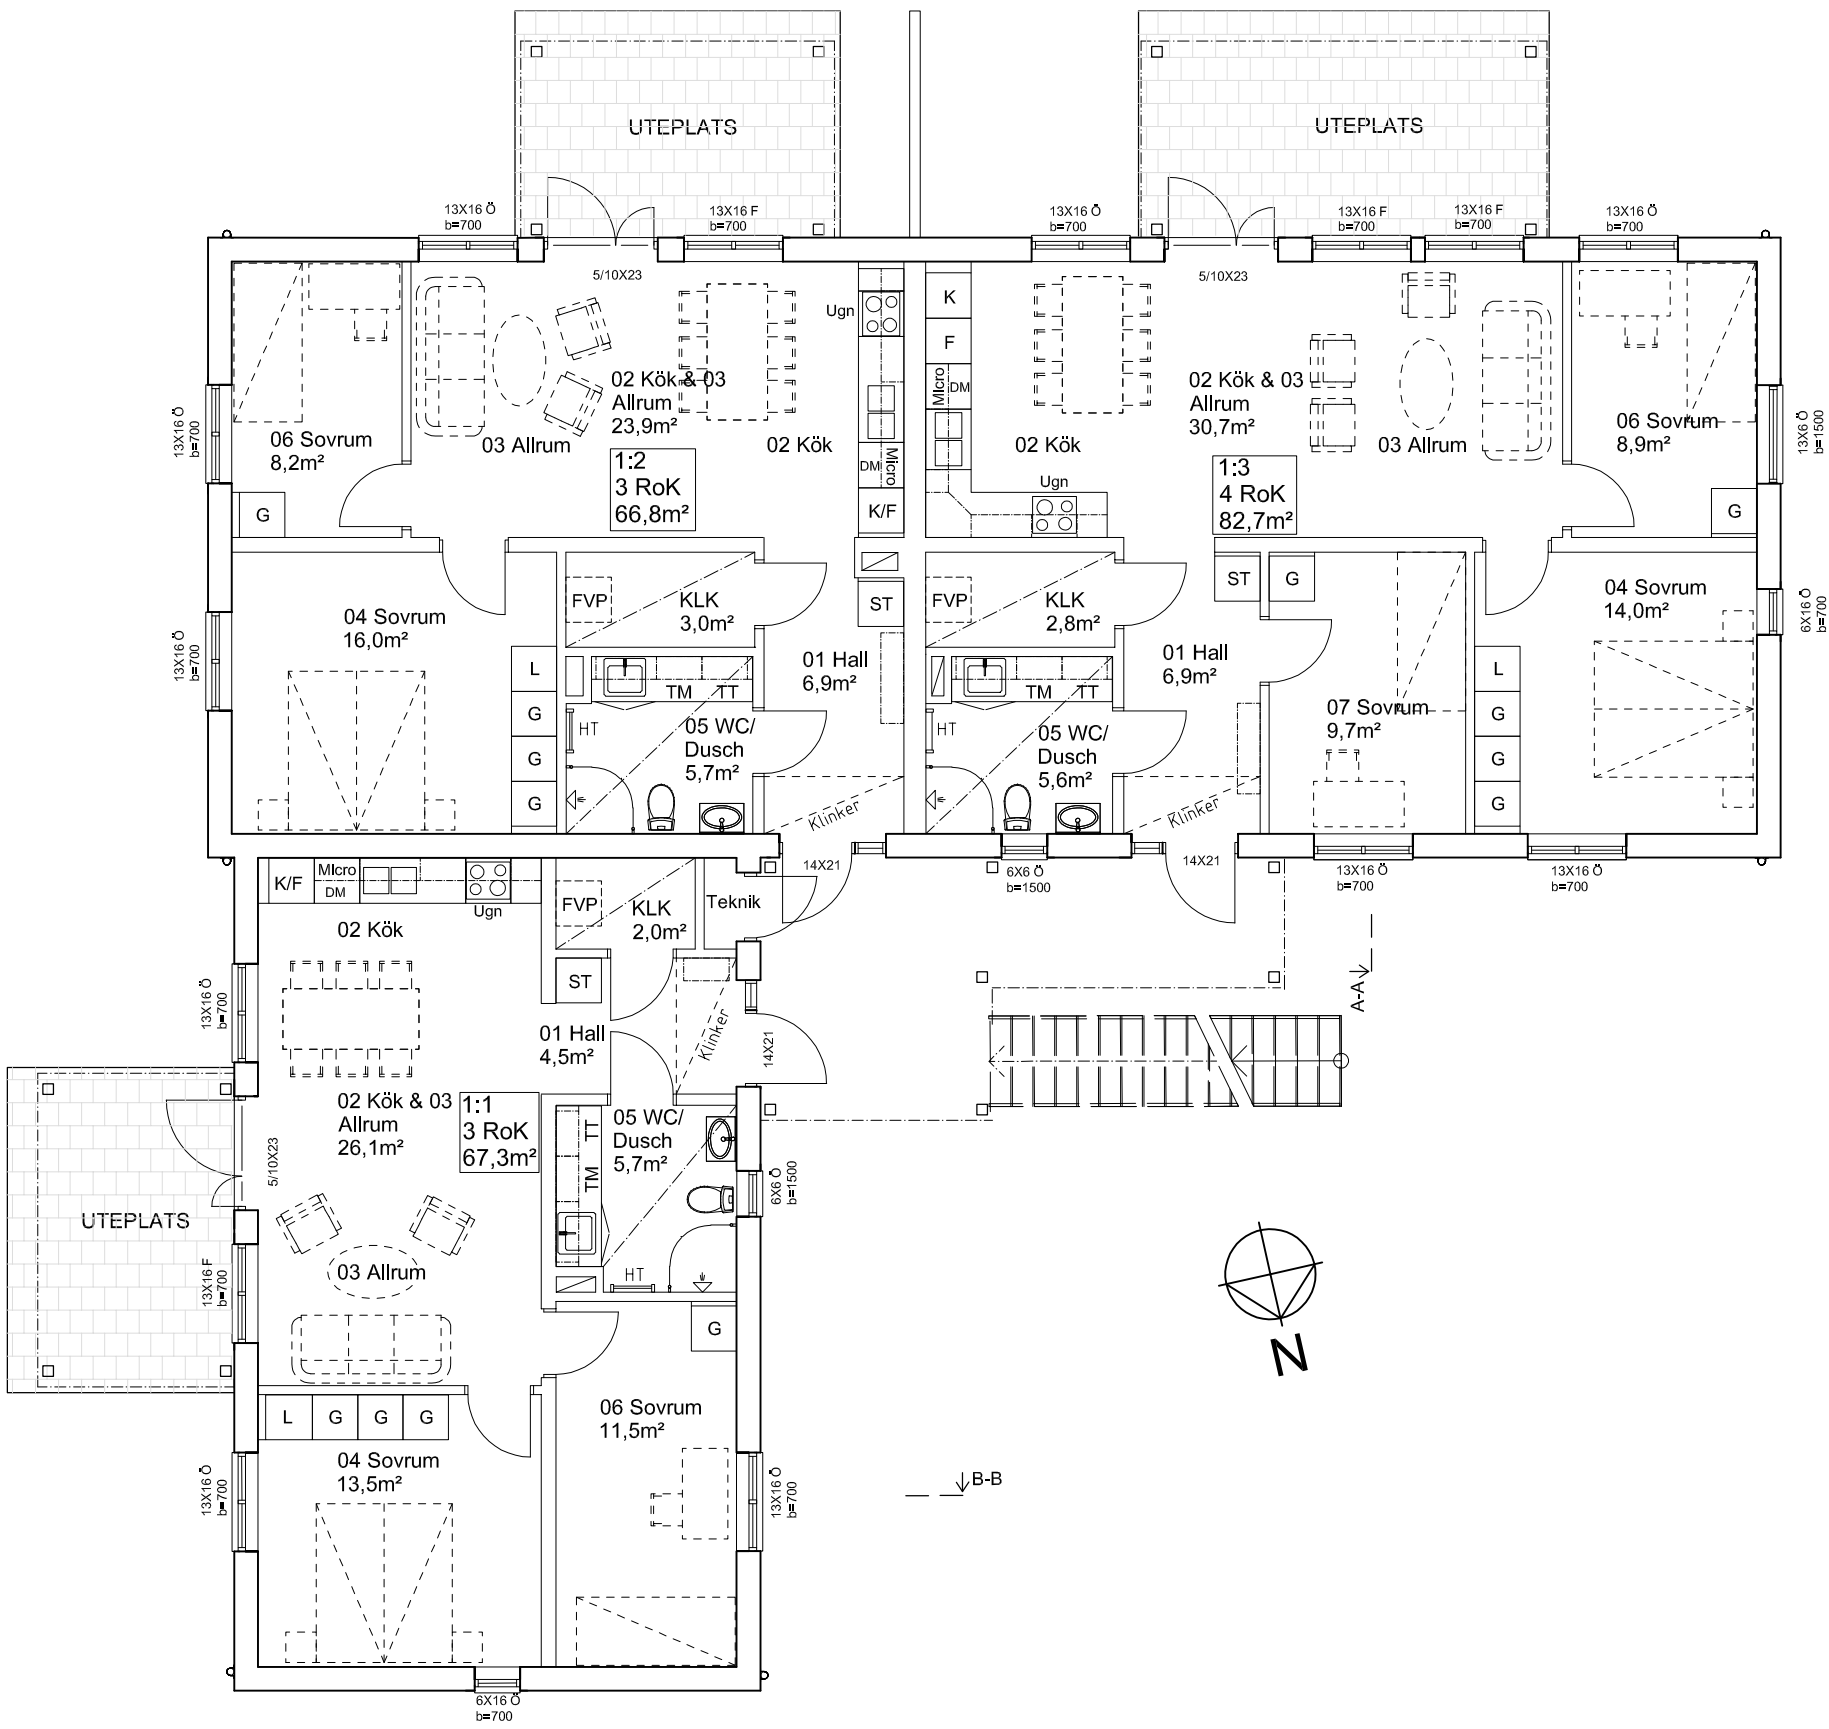 UTEPLATS
UTEPLATS
13X16 Ö
b=700
13X16 F
b=700
13X16 Ö
b=700
13X16 F
b=700
13X16 F
b=700
13X16 Ö
b=700
5/10X23
5/10X23
Ugn
K
F
Micro
DM
02 Kök & 03
Allrum
23,9m²
03 Allrum
02 Kök
06 Sovrum
8,2m²
13X16 Ö
b=700
G
1:2
3 RoK
66,8m²
DM
Micro
K/F
02 Kök & 03
Allrum
30,7m²
02 Kök
03 Allrum
Ugn
1:3
4 RoK
82,7m²
06 Sovrum
8,9m²
13X6 Ö
b=1500
G
04 Sovrum
16,0m²
13X16 Ö
b=700
L
G
G
G
FVP
KLK
3,0m²
ST
01 Hall
6,9m²
TM
TT
HT
05 WC/
Dusch
5,7m²
Klinker
FVP
KLK
2,8m²
ST
G
01 Hall
6,9m²
TM
TT
HT
05 WC/
Dusch
5,6m²
Klinker
07 Sovrum
9,7m²
L
G
G
G
04 Sovrum
14,0m²
6X16 Ö
b=700
14X21
6X6 Ö
b=1500
14X21
13X16 Ö
b=700
13X16 Ö
b=700
K/F
Micro
DM
Ugn
FVP
KLK
2,0m²
Teknik
02 Kök
13X16 Ö
b=700
ST
01 Hall
4,5m²
Klinker
14X21
A-A
02 Kök & 03
Allrum
26,1m²
1:1
3 RoK
67,3m²
5/10X23
UTEPLATS
TT
TM
05 WC/
Dusch
5,7m²
6X6 Ö
b=1500
HT
13X16 F
b=700
03 Allrum
G
N
L
G
G
G
04 Sovrum
13,5m²
13X16 Ö
b=700
06 Sovrum
11,5m²
13X16 Ö
b=700
B-B
6X16 Ö
b=700